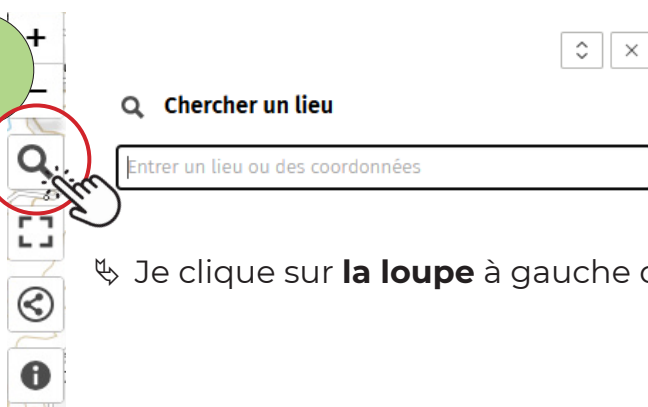 Chercher un lieu
Entrer un lieu ou des coordonnées
Je clique sur la loupe à gauche